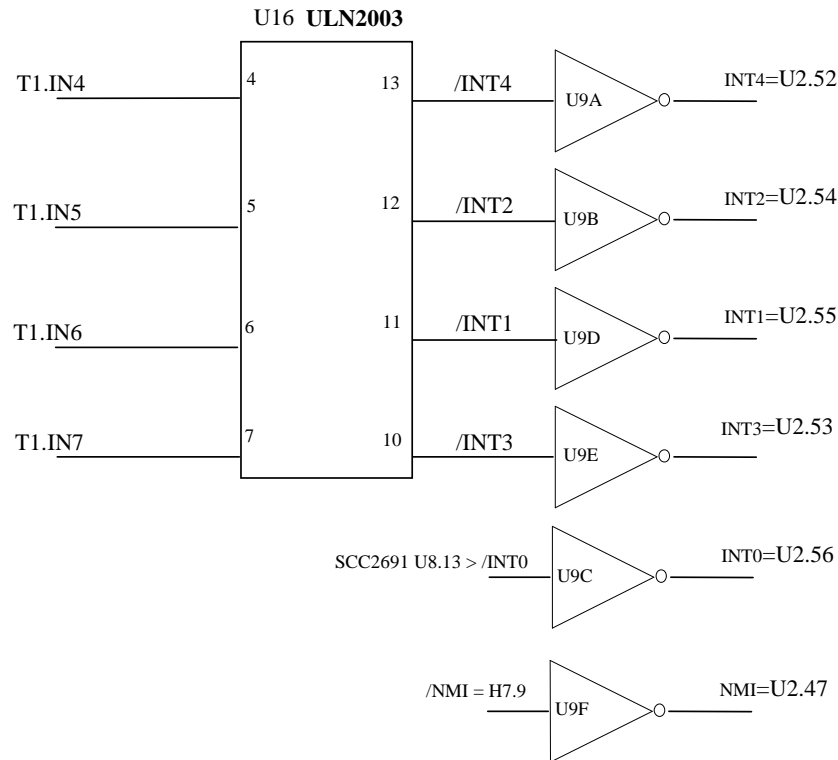 U16 ULN2003
T1.IN4
4
13
/INT4
U9A
INT4=U2.52
T1.IN5
5
12
/INT2
U9B
INT2=U2.54
T1.IN6
6
11
/INT1
U9D
INT1=U2.55
T1.IN7
7
10
/INT3
U9E
INT3=U2.53
SCC2691 U8.13 > /INT0
U9C
INT0=U2.56
/NMI = H7.9
U9F
NMI=U2.47